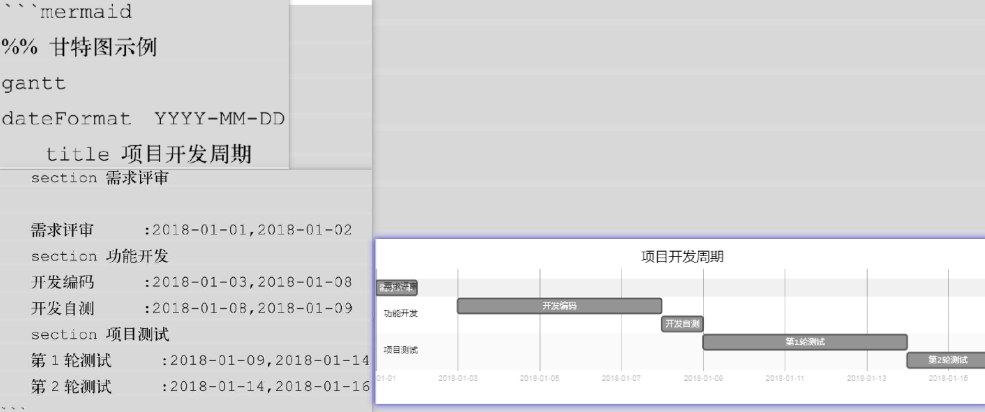 ```mermaid
%% 甘特图示例
gantt
dateFormat  YYYY-MM-DD
title 项目开发周期
section 需求评审
需求评审 :2018-01-01,2018-01-02
section 功能开发
开发编码 :2018-01-03,2018-01-08
开发自测 :2018-01-08,2018-01-09
section 项目测试
第1轮测试 :2018-01-09,2018-01-14
第2轮测试 :2018-01-14,2018-01-16
```
项目开发周期
需求评审
开发编码
功能开发
开发自测
第1轮测试
项目测试
第2轮测试
01-01 2018-01-03 2018-01-05 2018-01-07 2018-01-09 2018-01-11 2018-01-13 2018-01-15